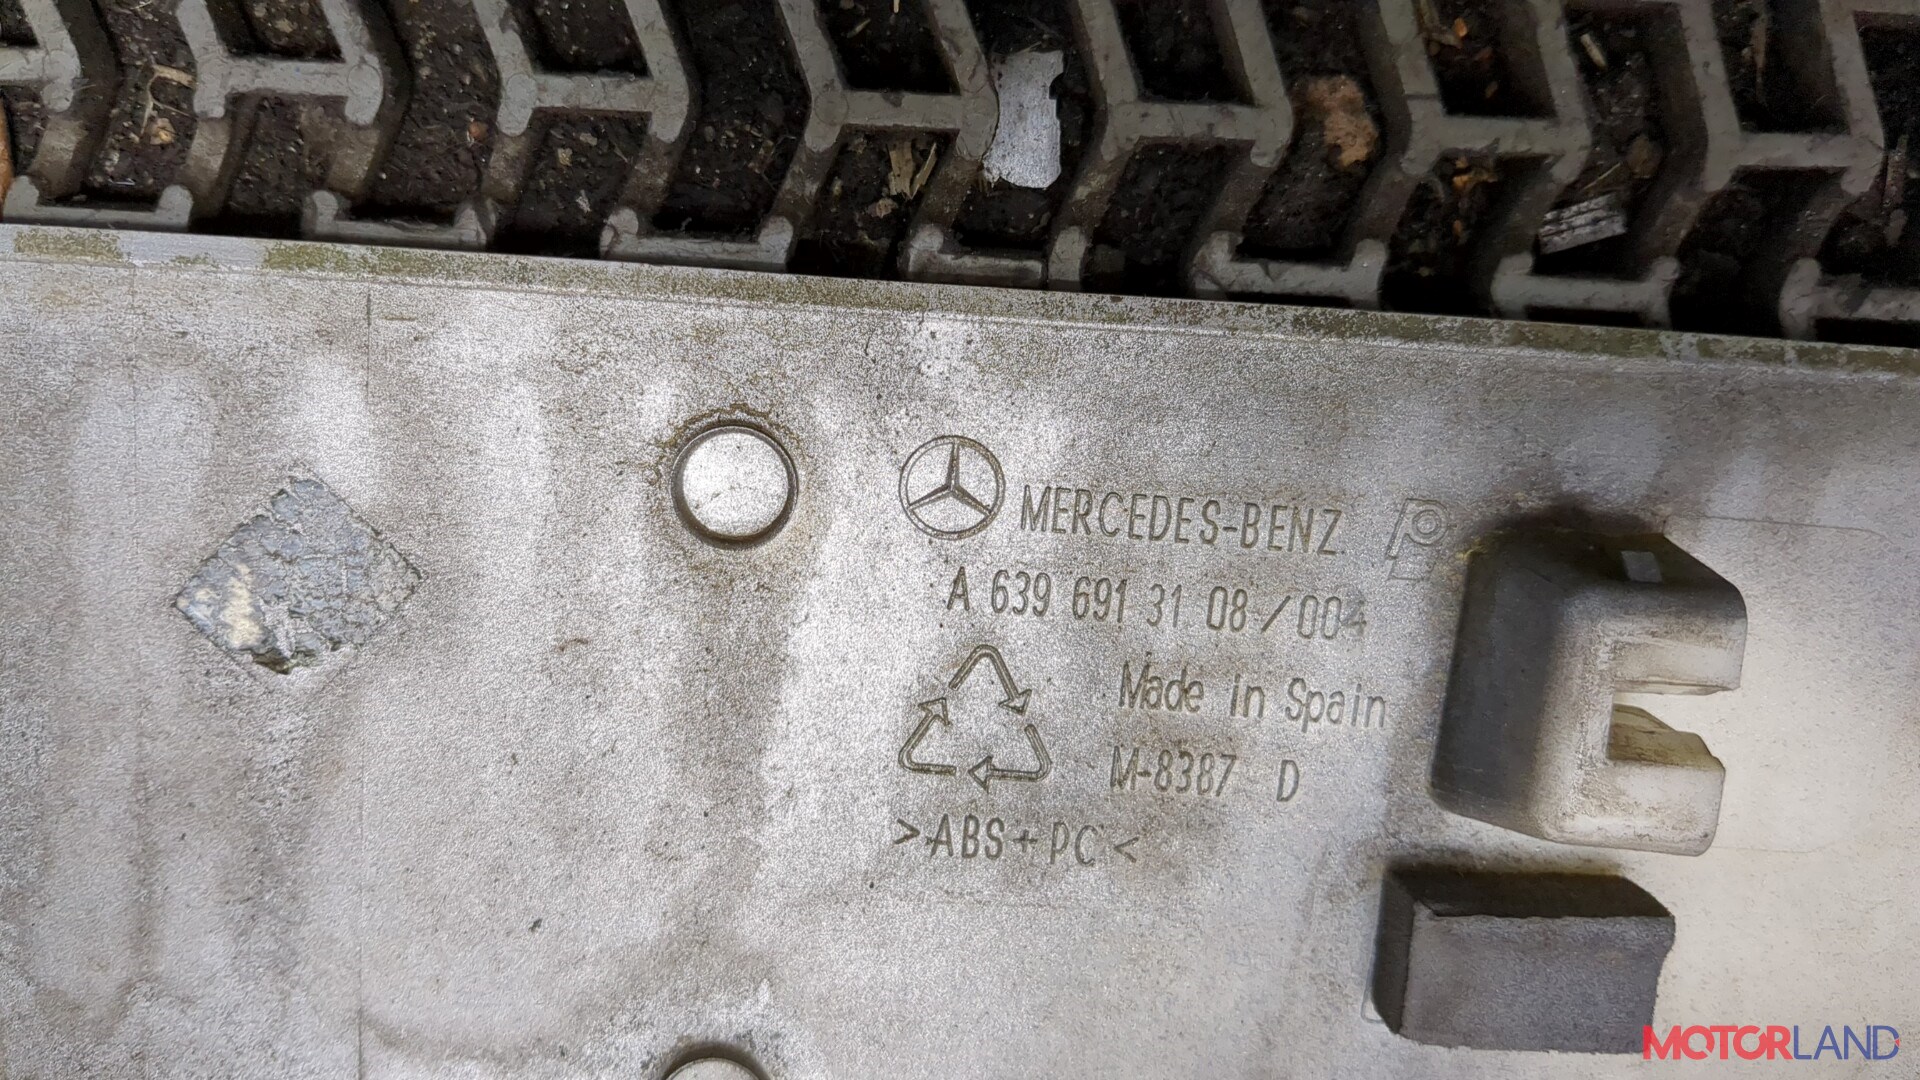 MERCEDES-BENZ.
A 639 691 31 08/004
Made in Spain
M-8387 D
>ABS+PC<
MOTORLAND